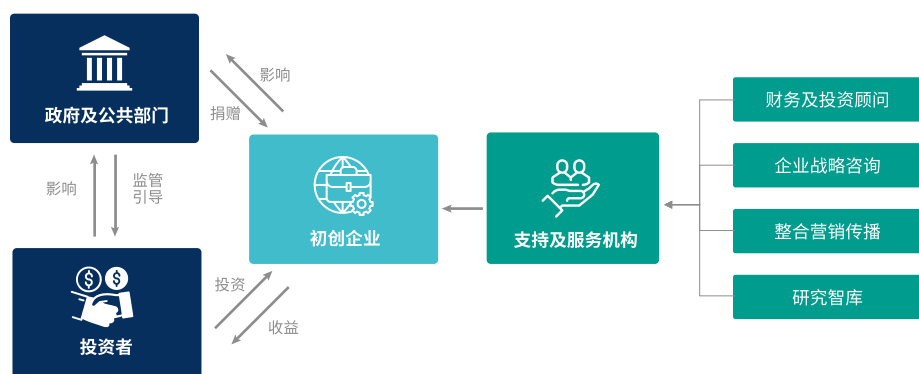 政府及公共部门
影响
捐赠
影响
监管
引导
初创企业
支持及服务机构
投资
收益
投资者
财务及投资顾问
企业战略咨询
整合营销传播
研究智库